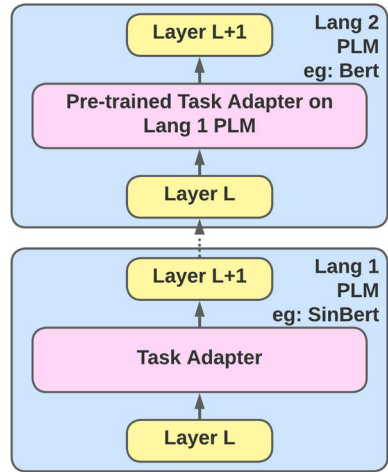 Layer L+1
Lang 2
PLM
eg: Bert
Pre-trained Task Adapter on
Lang 1 PLM
Layer L
Layer L+1
Lang 1
PLM
eg: SinBert
Task Adapter
Layer L